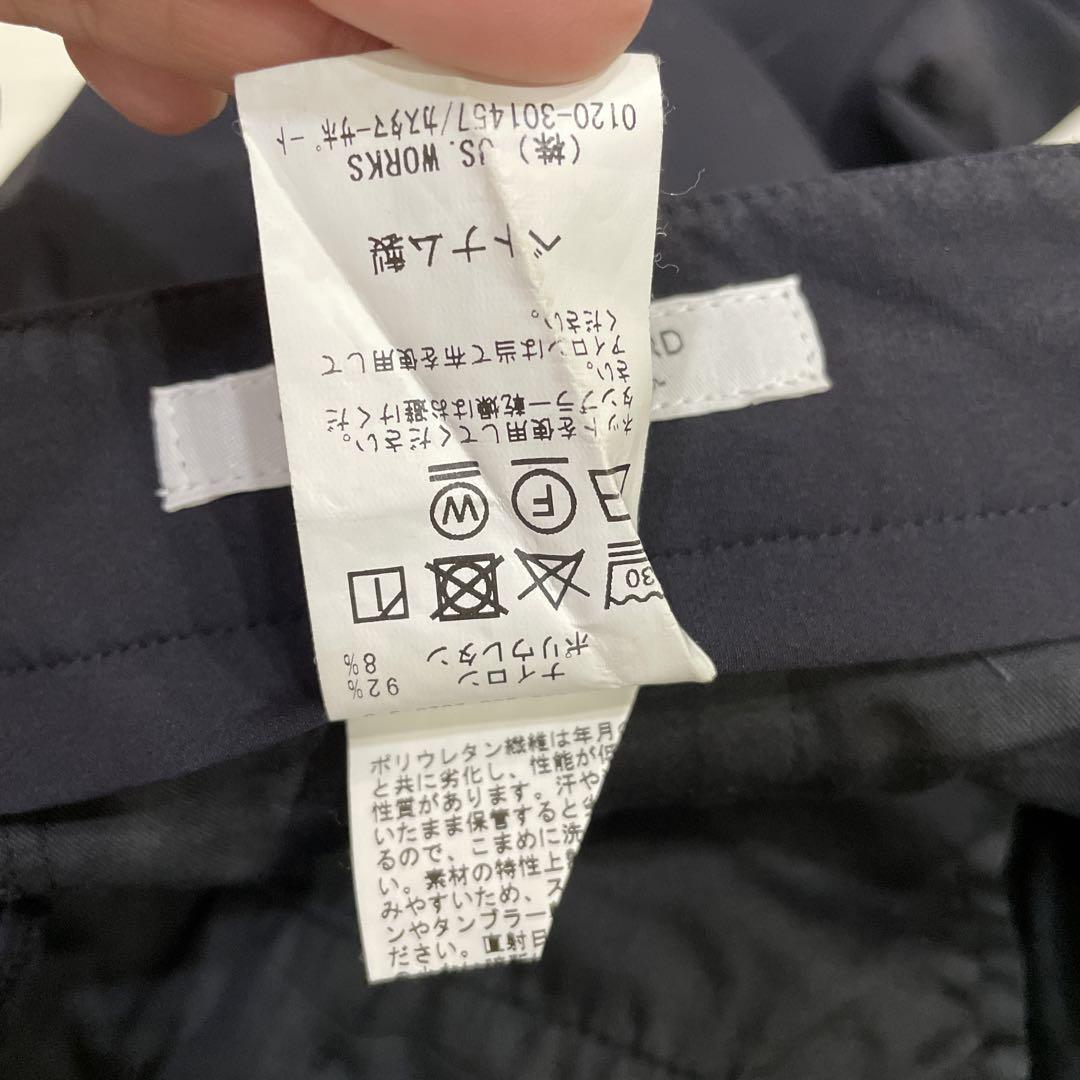 ナイロン 92%
ポリウレタン 8%
30
F W
ネットを使用してください。
タンブラー乾燥はお避けくだ
さい。
アイロンは当て布を使用して
ください。
ベトナム製
(株) JS. WORKS
0120-301457/カスタマーサポート
RD
ポリウレタン繊維は年月の
と共に劣化し、性能が低
性質があります。汗や
いたまま保管すると
るので、こまめに洗
い。素材の特性上
みやすいため、ス
ンやタンブラー
ださい。直射日